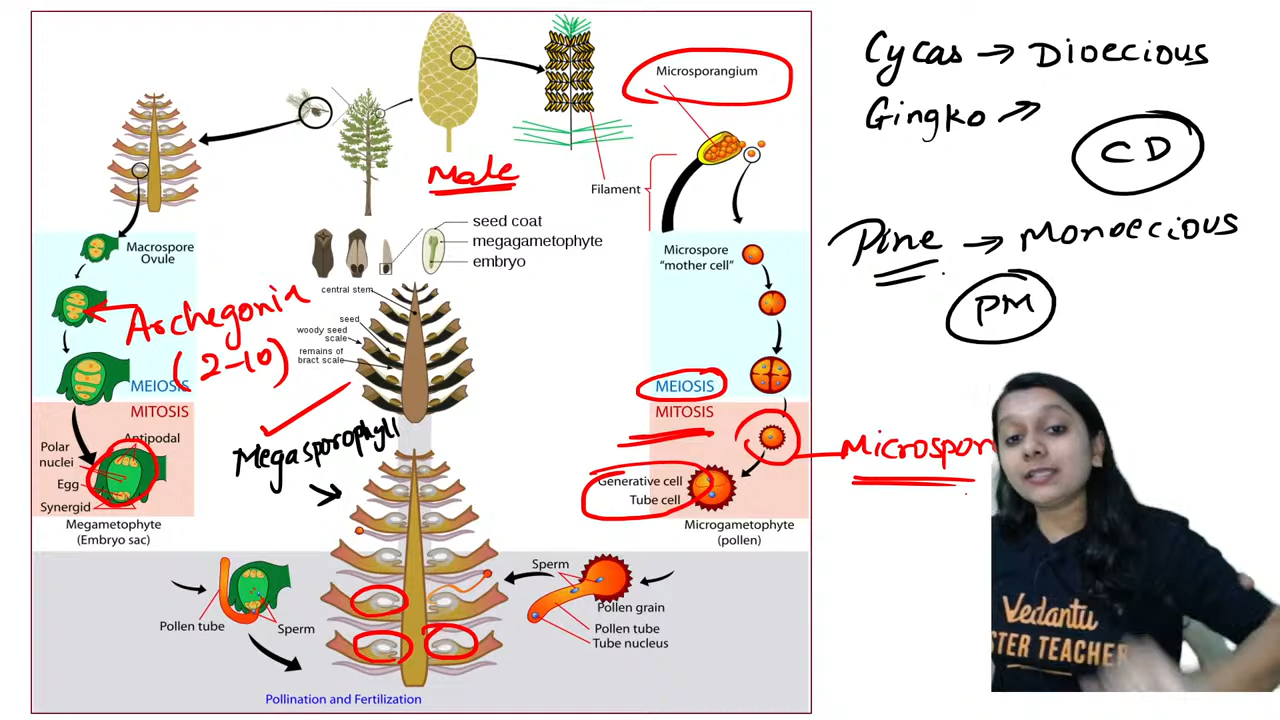 Microsporangium
Male
Filament
Macrospore
Ovule
seed coat
megagametophyte
embryo
Microspore
"mother cell"
central stem
seed
woody seed
scale
remains of
bract scale
Archegonia
(2-10)
MEIOSIS
MITOSIS
MEIOSIS
MITOSIS
Polar
nuclei
Antipodal
Egg
Synergid
Megametophyte
(Embryo sac)
Megasporophyll
Generative cell
Tube cell
Microgametophyte
(pollen)
Microspor
Pollen tube
Sperm
Sperm
Pollen grain
Pollen tube
Tube nucleus
Pollination and Fertilization
Cycas → Dioecious
Gingko →
CD
Pine → Monoecious
PM
Vedantu
STER TEACHER